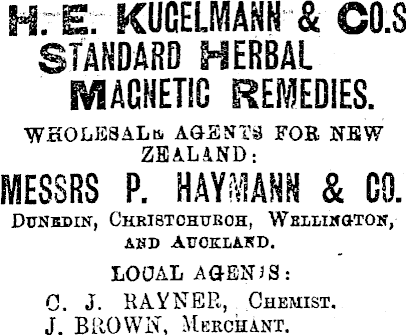 H. E. KUGELMANN & CO.S
STANDARD HERBAL
MAGNETIC REMEDIES.
WHOLESALE AGENTS FOR NEW
ZEALAND:
MESSRS P. HAYMANN & CO.
DUNEDIN, CHRISTCHURCH, WELLINGTON,
AND AUCKLAND.
LOCAL AGENTS:
C. J. RAYNER, CHEMIST.
J. BROWN, MERCHANT.